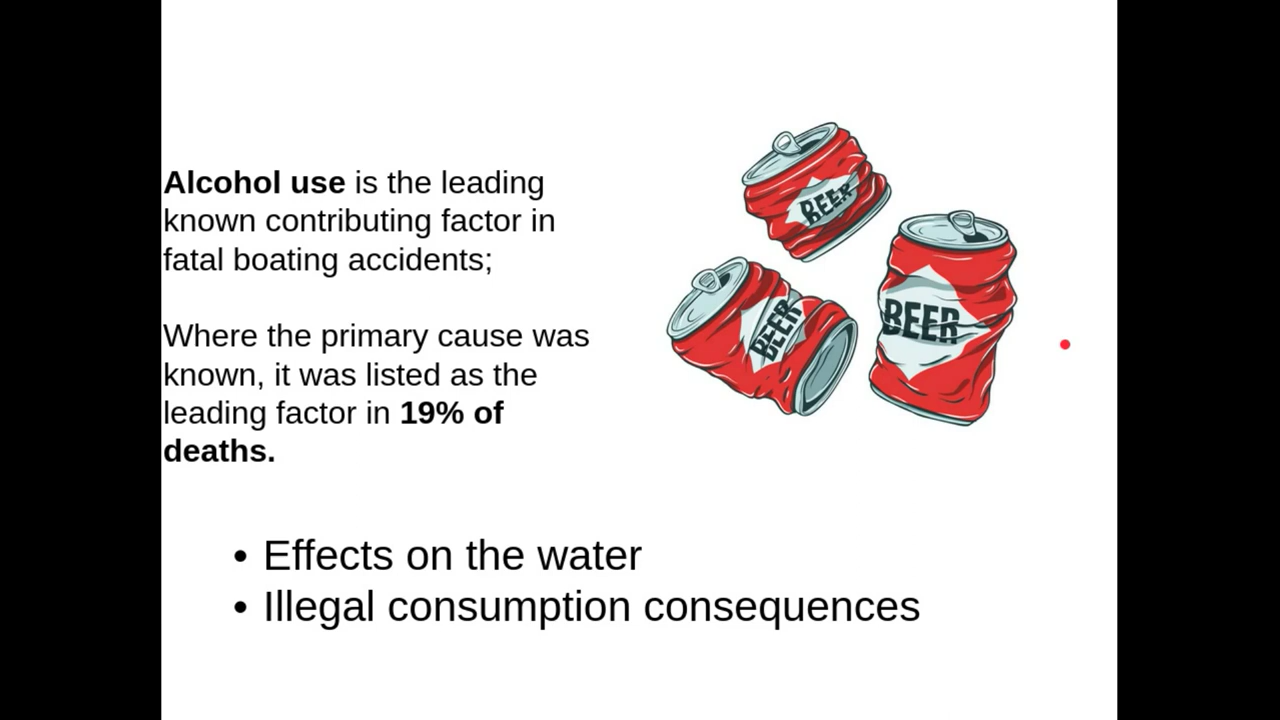 Alcohol use is the leading
known contributing factor in
fatal boating accidents;
Where the primary cause was
known, it was listed as the
leading factor in 19% of
deaths.
BEER
BEER
BEER
• Effects on the water
• Illegal consumption consequences